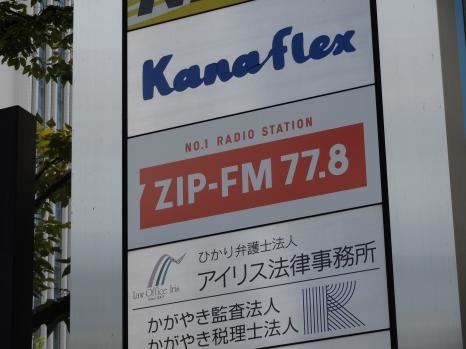 Kanaflex
NO.1 RADIO STATION
ZIP-FM 77.8
ひかり弁護士法人
アイリス法律事務所
Law Office Iris
かがやき監査法人
かがやき税理士法人